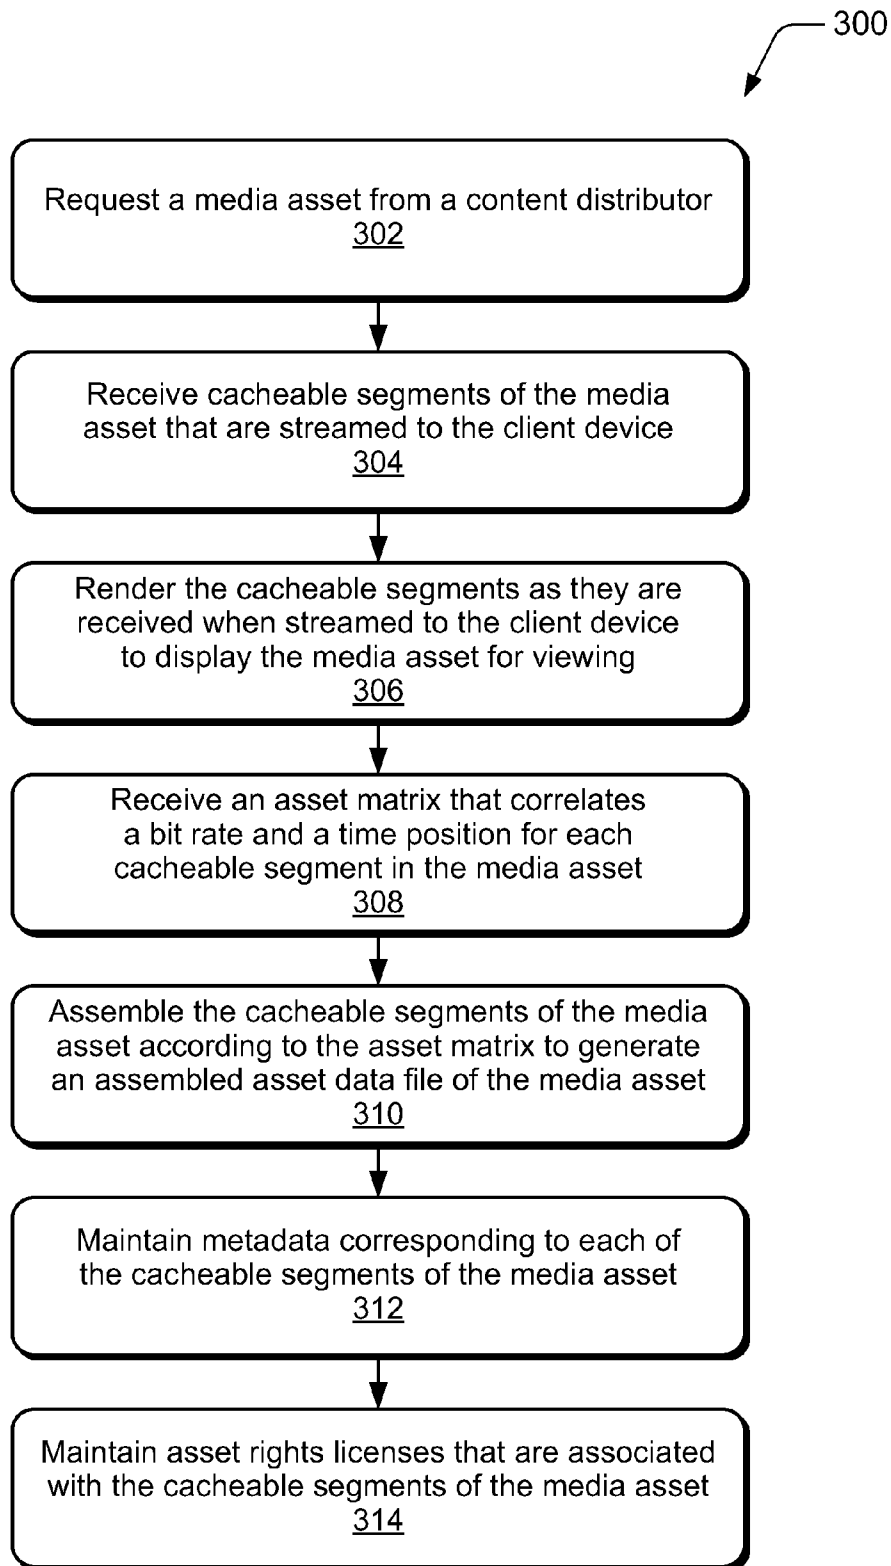 300
Request a media asset from a content distributor
302
Receive cacheable segments of the media
asset that are streamed to the client device
304
Render the cacheable segments as they are
received when streamed to the client device
to display the media asset for viewing
306
Receive an asset matrix that correlates
a bit rate and a time position for each
cacheable segment in the media asset
308
Assemble the cacheable segments of the media
asset according to the asset matrix to generate
an assembled asset data file of the media asset
310
Maintain metadata corresponding to each of
the cacheable segments of the media asset
312
Maintain asset rights licenses that are associated
with the cacheable segments of the media asset
314